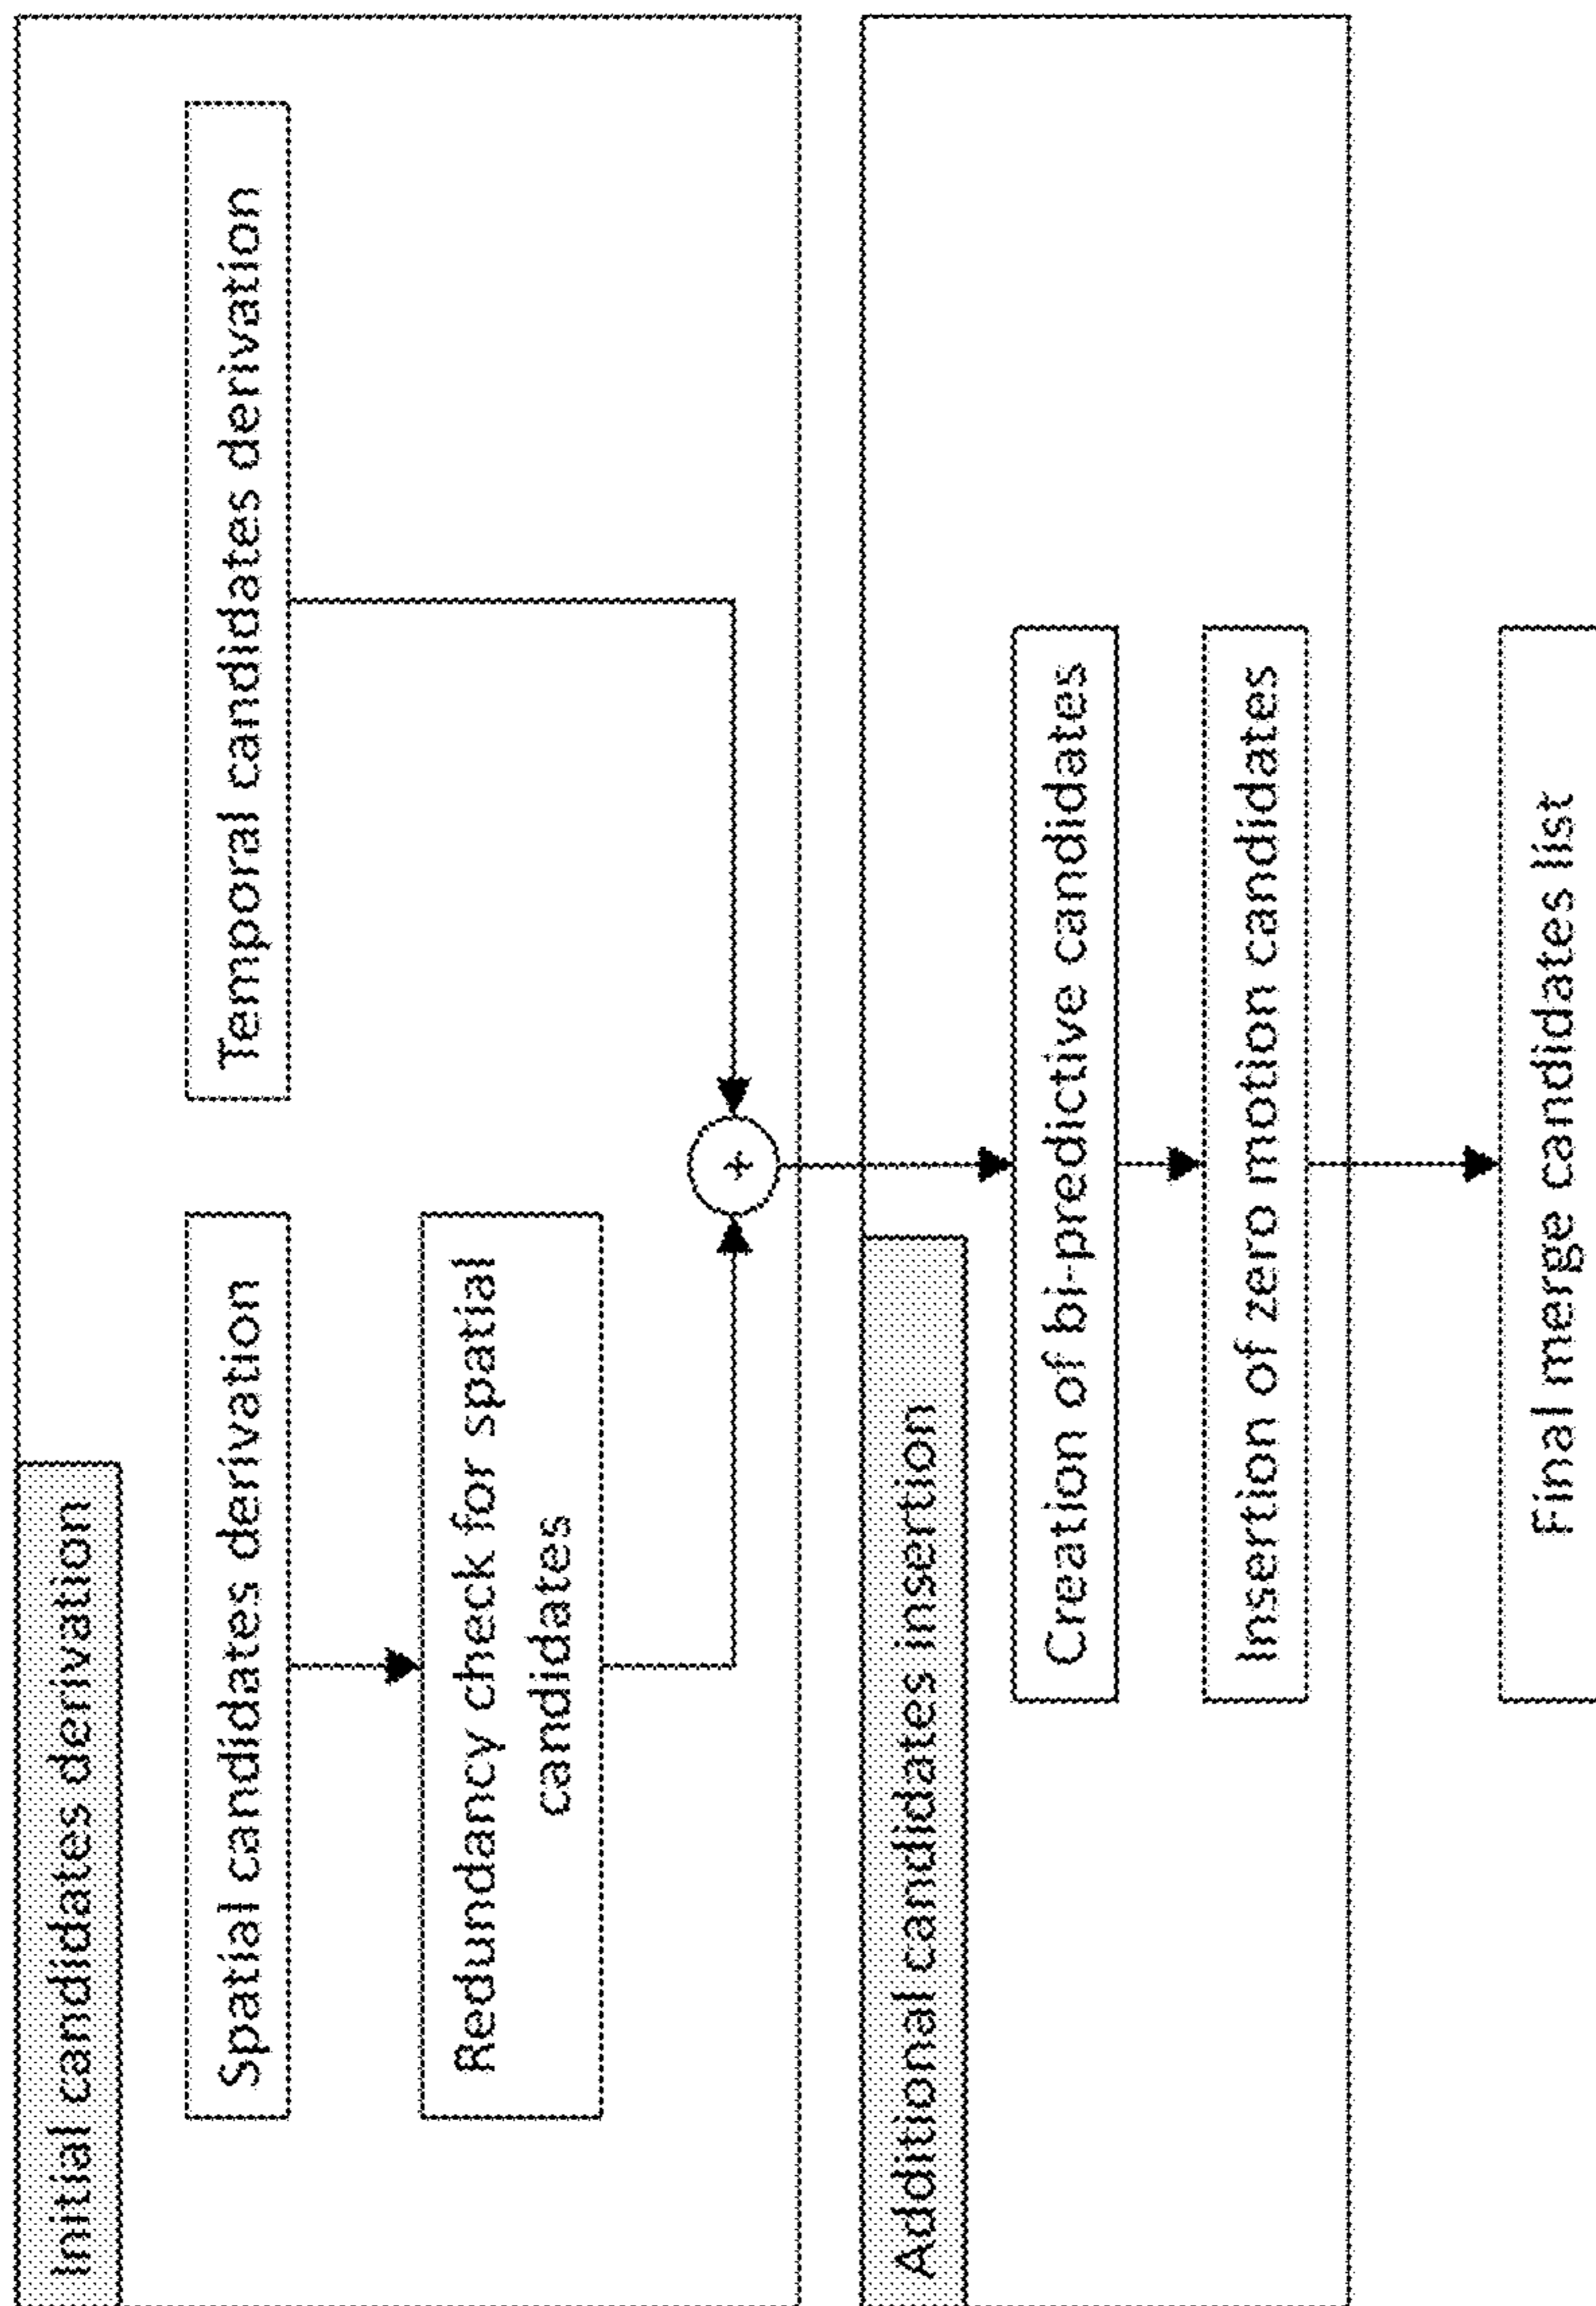 Initial candidates derivation
Spatial candidates derivation
Temporal candidates derivation
Redundancy check for spatial
candidates
+
Additional candidates insertion
Creation of bi-predictive candidates
Insertion of zero motion candidates
Final merge candidates list